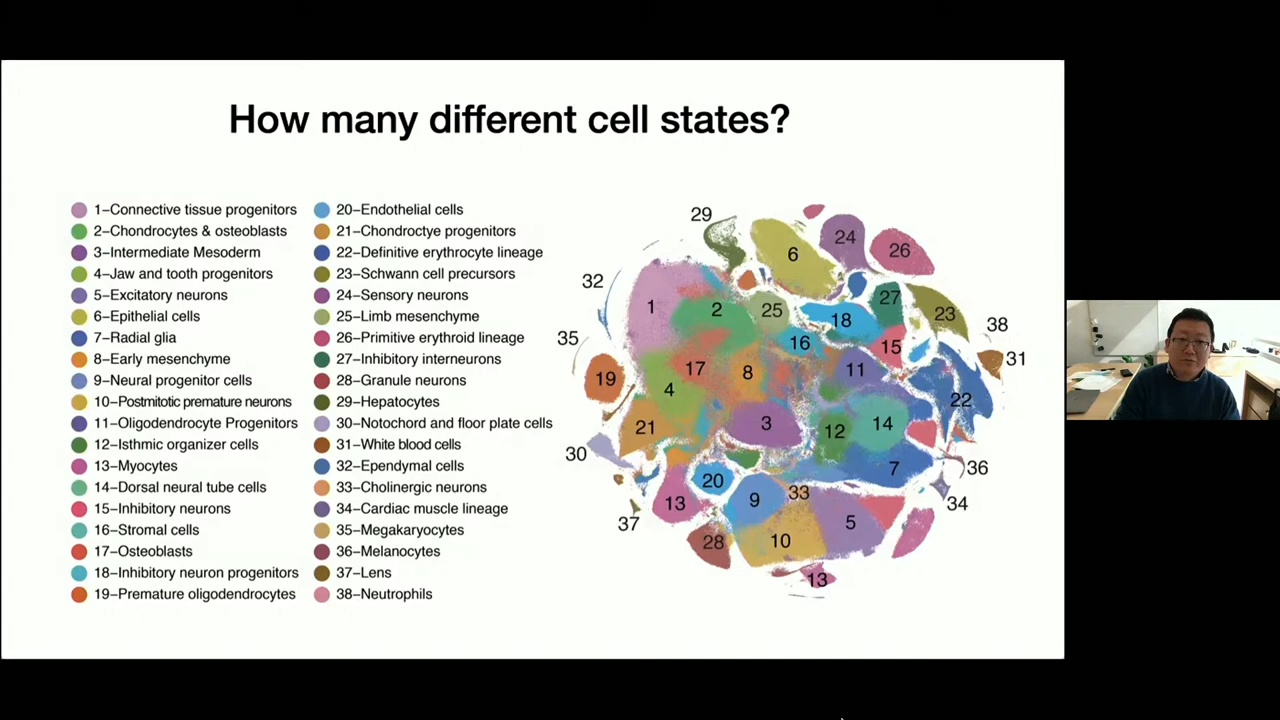 How many different cell states?
1–Connective tissue progenitors
2–Chondrocytes & osteoblasts
3–Intermediate Mesoderm
4–Jaw and tooth progenitors
5–Excitatory neurons
6–Epithelial cells
7–Radial glia
8–Early mesenchyme
9–Neural progenitor cells
10–Postmitotic premature neurons
11–Oligodendrocyte Progenitors
12–Isthmic organizer cells
13–Myocytes
14–Dorsal neural tube cells
15–Inhibitory neurons
16–Stromal cells
17–Osteoblasts
18–Inhibitory neuron progenitors
19–Premature oligodendrocytes
20–Endothelial cells
21–Chondroctye progenitors
22–Definitive erythrocyte lineage
23–Schwann cell precursors
24–Sensory neurons
25–Limb mesenchyme
26–Primitive erythroid lineage
27–Inhibitory interneurons
28–Granule neurons
29–Hepatocytes
30–Notochord and floor plate cells
31–White blood cells
32–Ependymal cells
33–Cholinergic neurons
34–Cardiac muscle lineage
35–Megakaryocytes
36–Melanocytes
37–Lens
38–Neutrophils
29
24
26
6
32
1
2
25
27
18
23
38
35
16
15
31
17
8
11
19
4
22
21
3
12
14
30
7
36
20
13
9
33
34
37
5
28
10
13